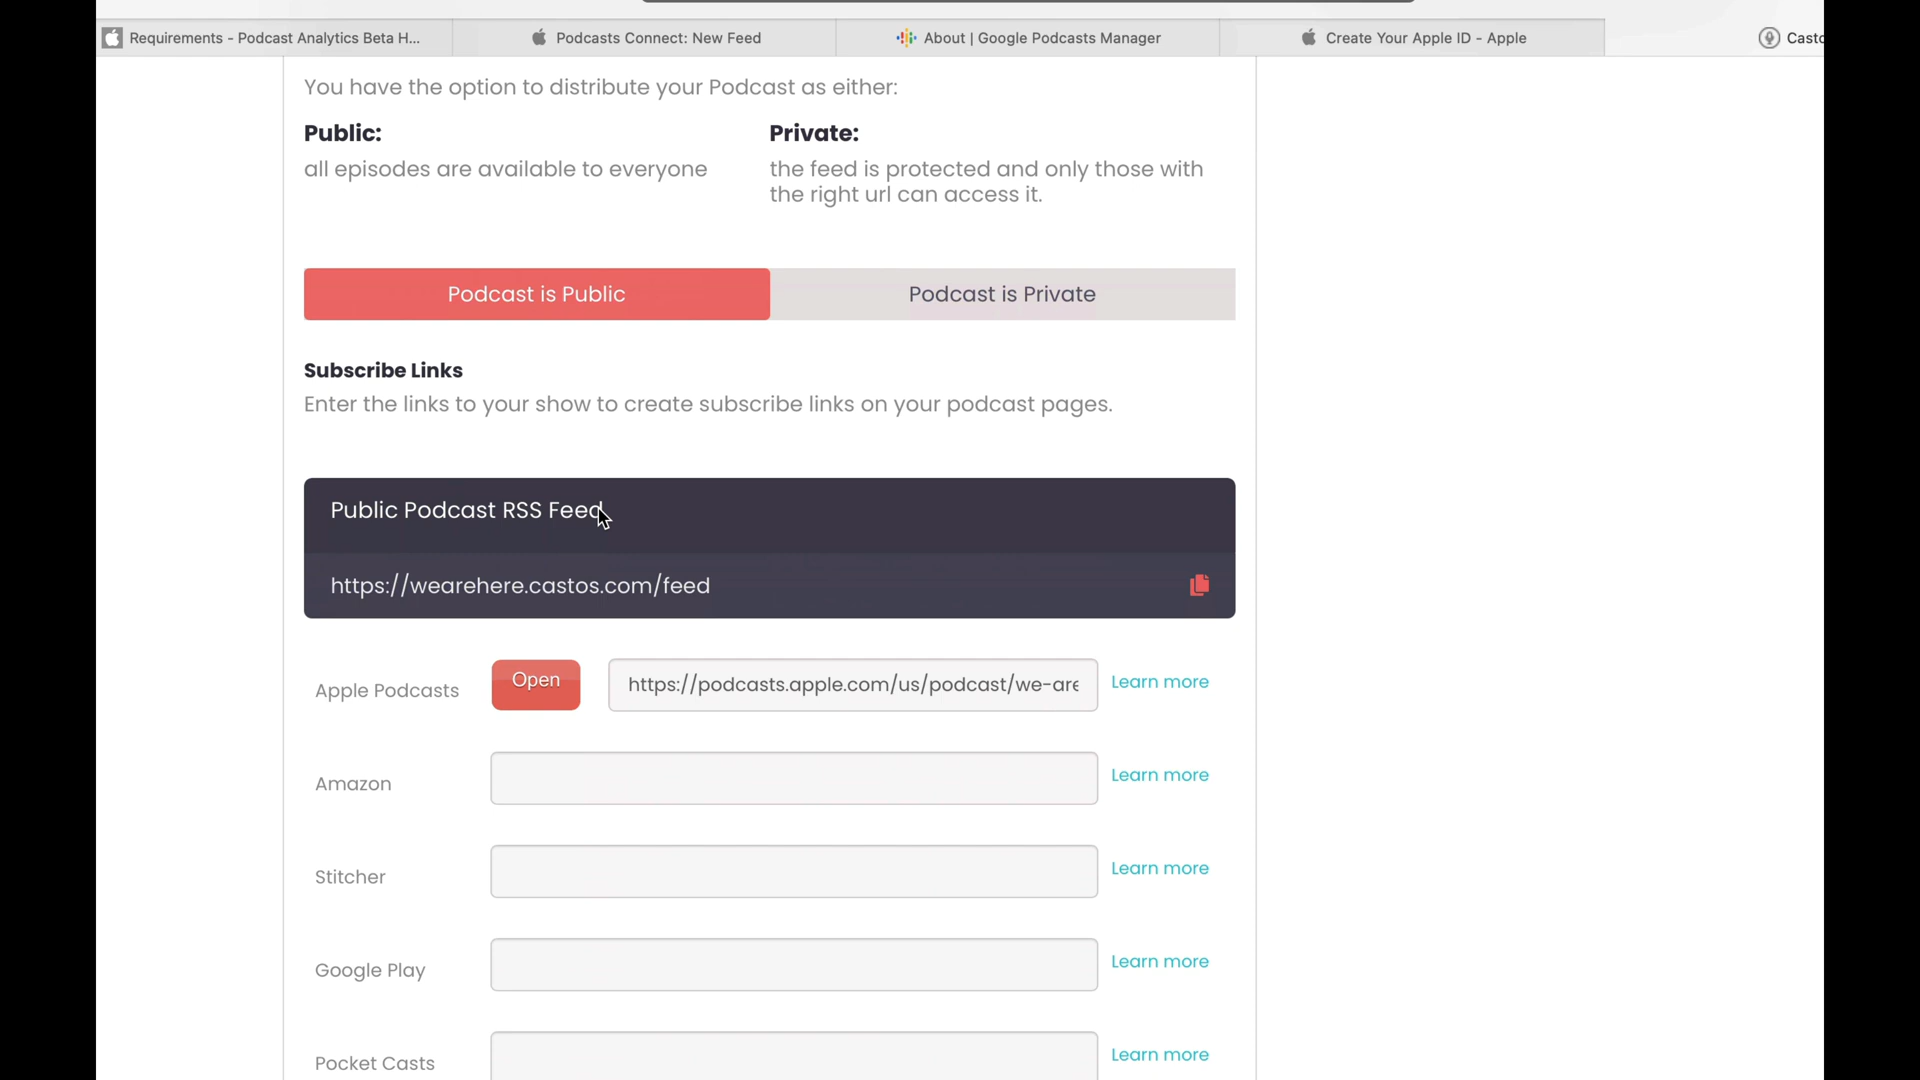 Requirements - Podcast Analytics Beta H...
Podcasts Connect: New Feed
About | Google Podcasts Manager
Create Your Apple ID - Apple
You have the option to distribute your Podcast as either:
Public:
all episodes are available to everyone
Private:
the feed is protected and only those with
the right url can access it.
Podcast is Public
Podcast is Private
Subscribe Links
Enter the links to your show to create subscribe links on your podcast pages.
Public Podcast RSS Feed
https://wearehere.castos.com/feed
Apple Podcasts
Open
https://podcasts.apple.com/us/podcast/we-are
Learn more
Amazon
Learn more
Stitcher
Learn more
Google Play
Learn more
Pocket Casts
Learn more